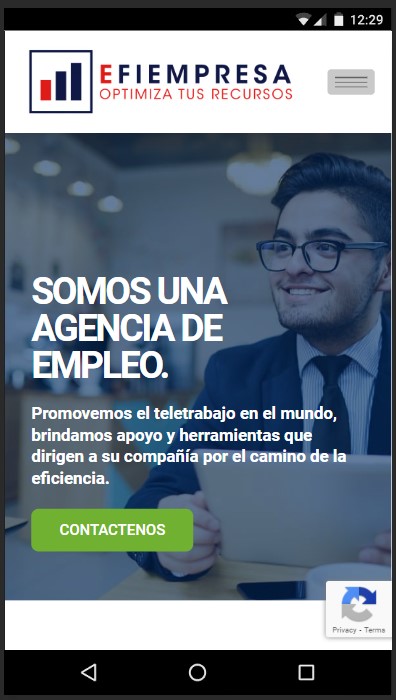 12:29
EFIEMPRESA
OPTIMIZA TUS RECURSOS
SOMOS UNA
AGENCIA DE
EMPLEO.
Promovemos el teletrabajo en el mundo,
brindamos apoyo y herramientas que
dirigen a su compañía por el camino de la
eficiencia.
CONTACTENOS
Privacy - Terms